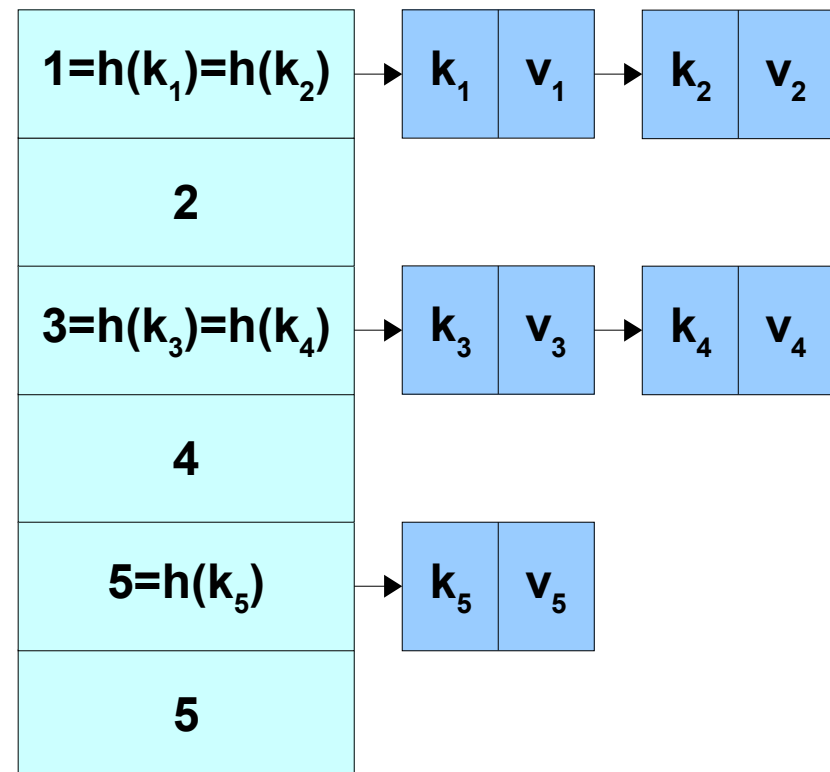 1=h(k₁)=h(k₂) k₁ v₁ k₂ v₂
2
3=h(k₃)=h(k₄) k₃ v₃ k₄ v₄
4
5=h(k₅) k₅ v₅
5